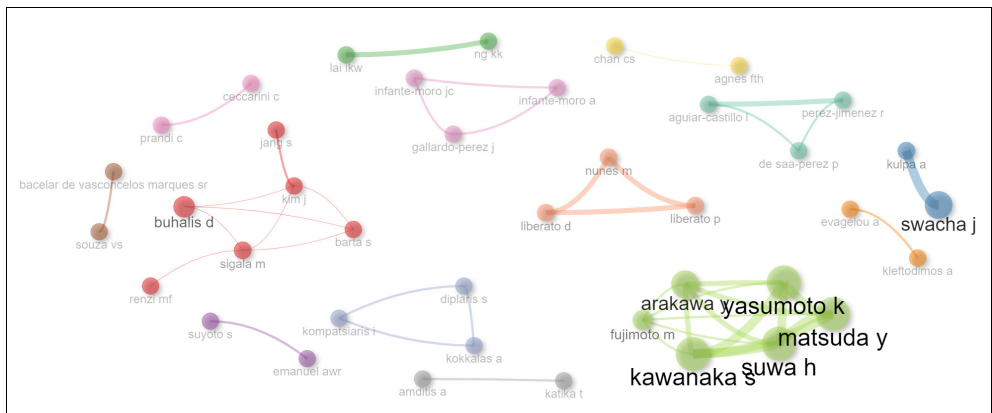 ng kk
chan cs
lai ikw
agnes fth
infante-moro jc
infante-moro a
ceccarini c
aguiar-castillo l
perez-jimenez r
prandi c
jang s
gallardo-perez j
de saa-perez p
kulpa a
nunes m
bacelar de vasconcelos marques sr
kim j
buhalis d
liberato d
liberato p
evagelou a
swacha j
souza vs
barta s
sigala m
kleftodimos a
renzi mf
diplaris s
arakawa y
yasumoto k
suyoto s
kompatsiaris i
fujimoto m
matsuda y
kokkalas a
emanuel awr
suwa h
kawanaka s
amditis a
katika t